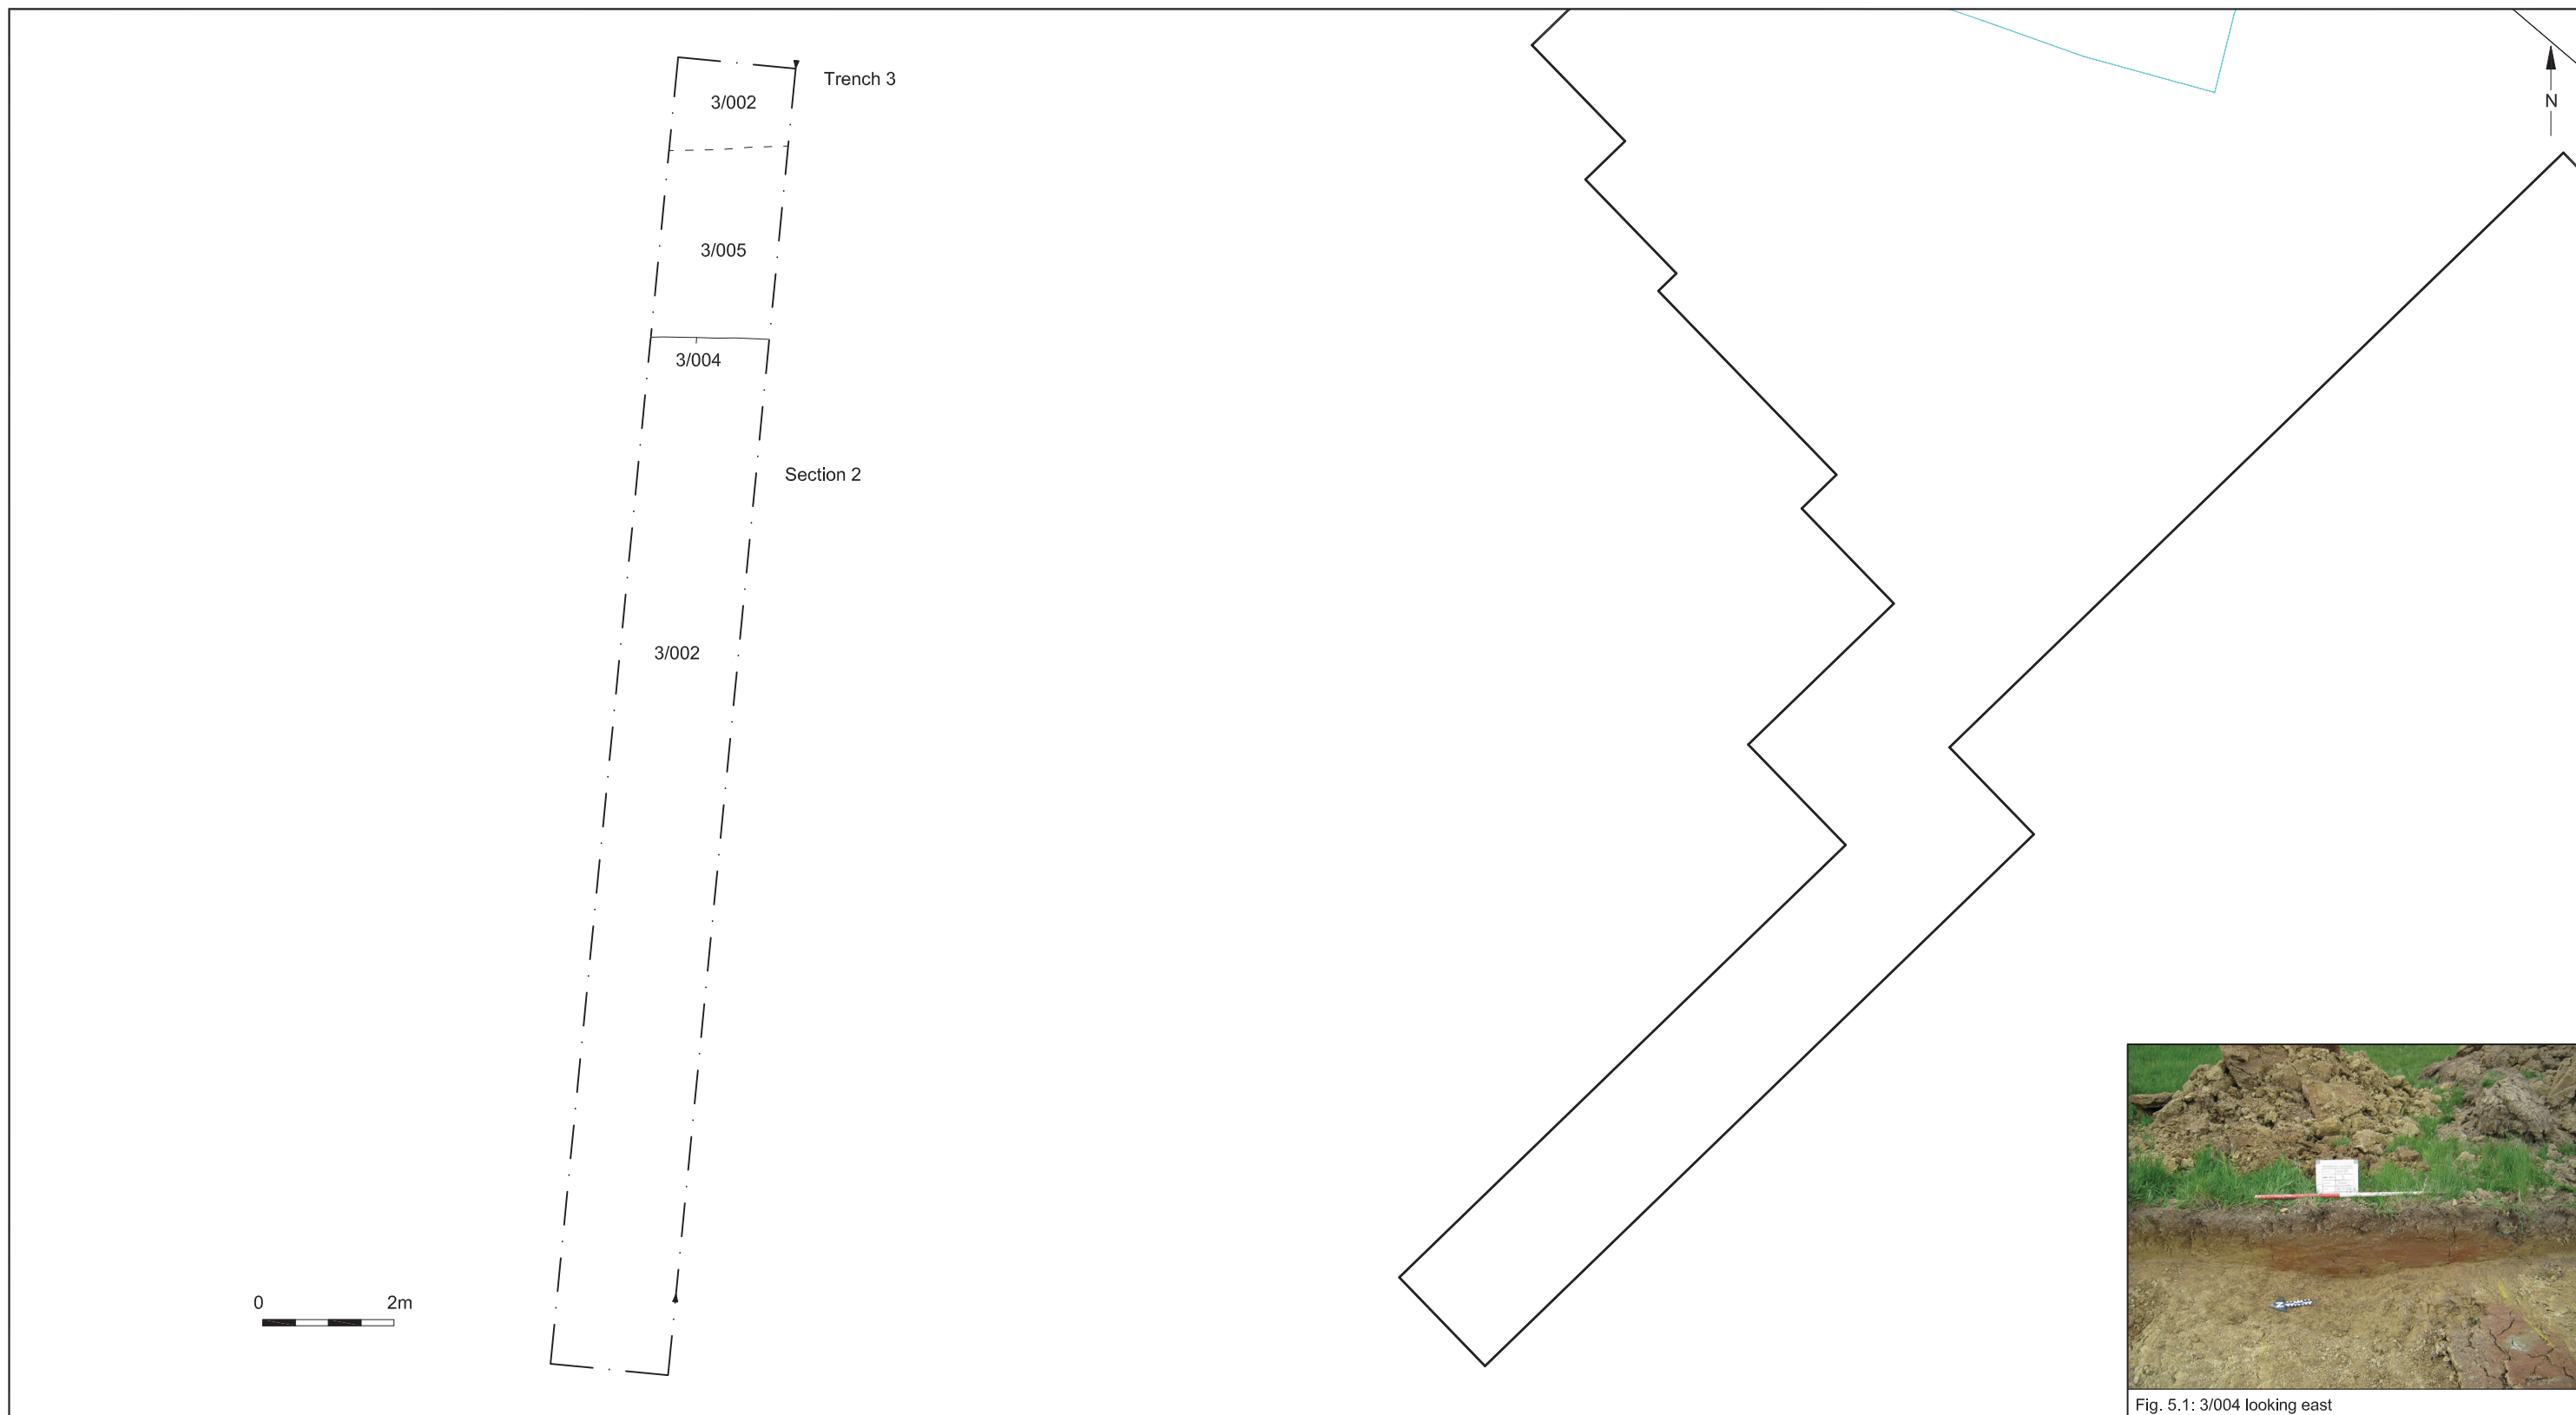 Trench 3
3/002
N
3/005
3/004
Section 2
3/002
0 2m
Fig. 5.1: 3/004 looking east